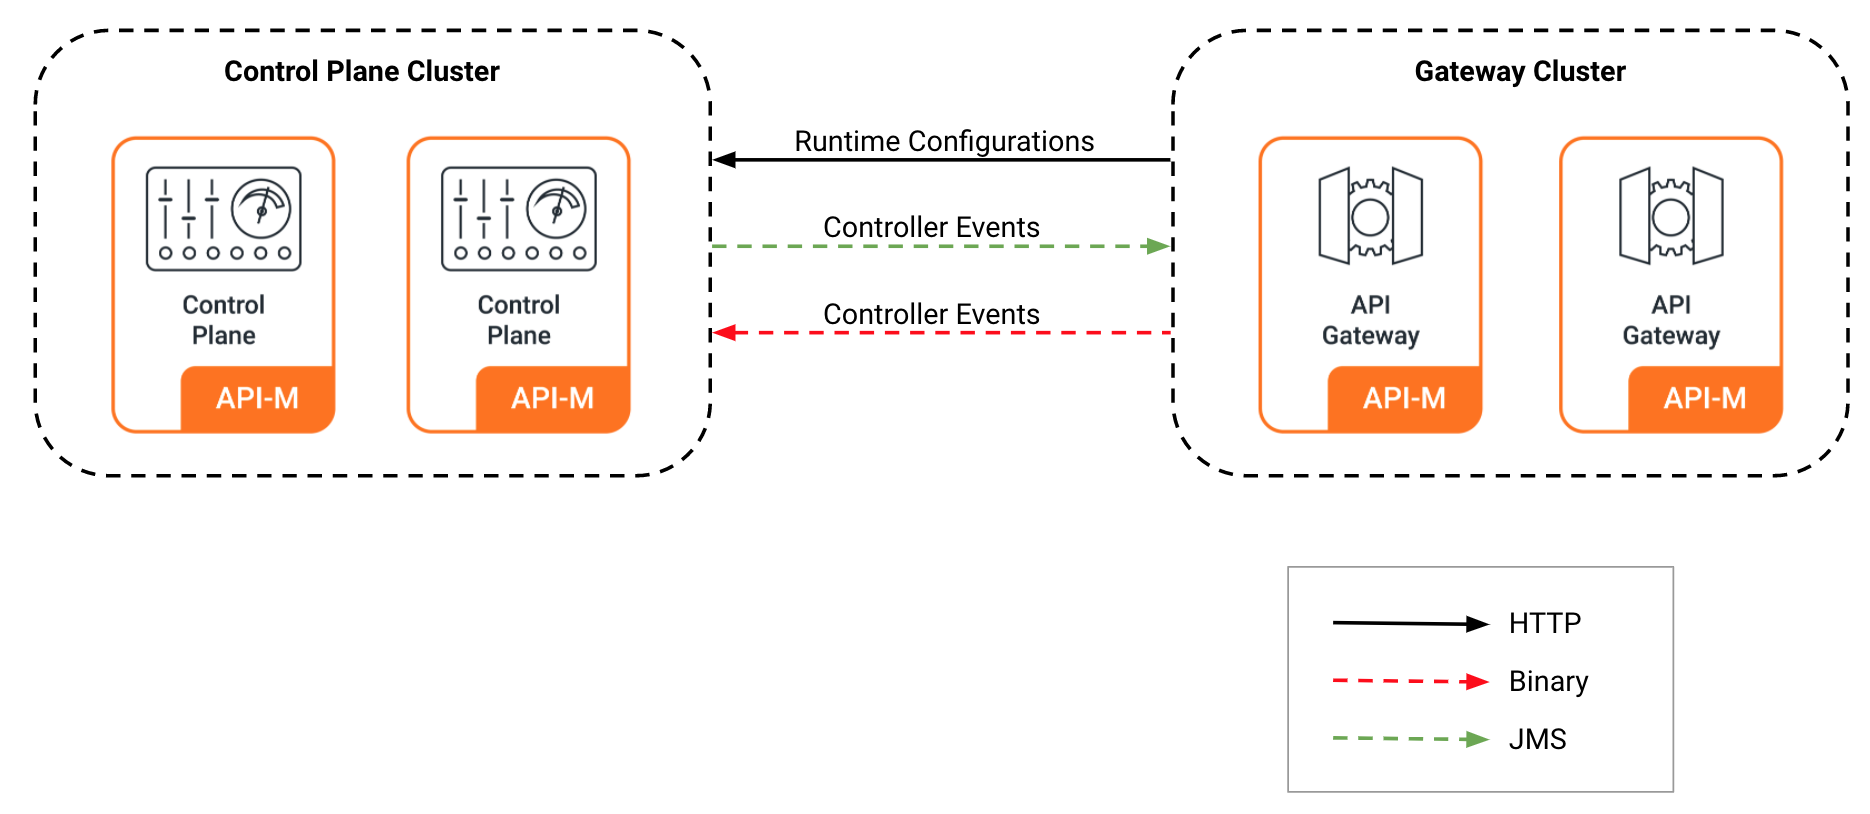 Control Plane Cluster
Control
Plane
API-M
Control
Plane
API-M
Runtime Configurations
Controller Events
Controller Events
Gateway Cluster
API
Gateway
API-M
API
Gateway
API-M
HTTP
Binary
JMS